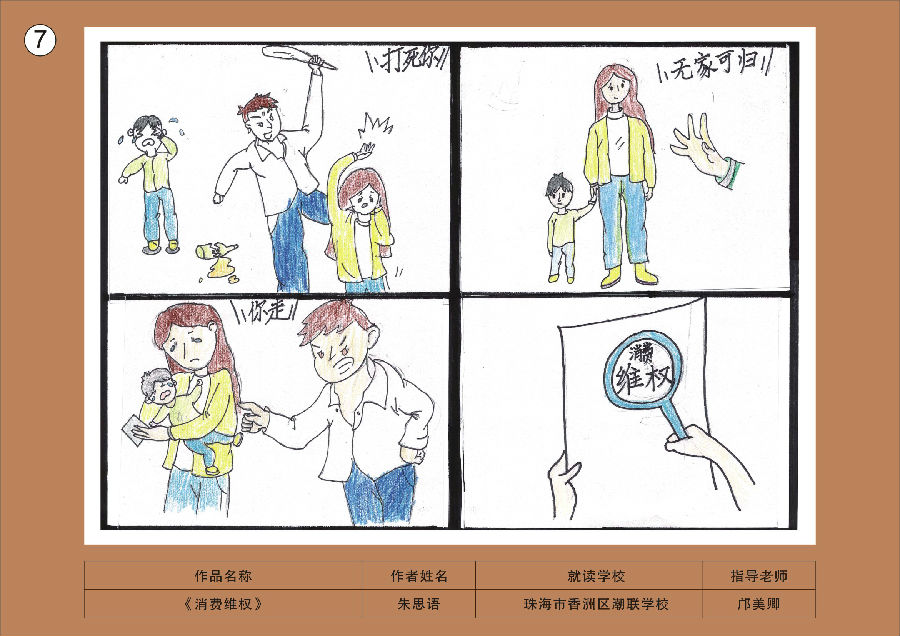 7
打死你
无家可归
你走
消费
维权
作品名称 作者姓名 就读学校 指导老师
《消费维权》 朱思语 珠海市香洲区潮联学校 邝美卿